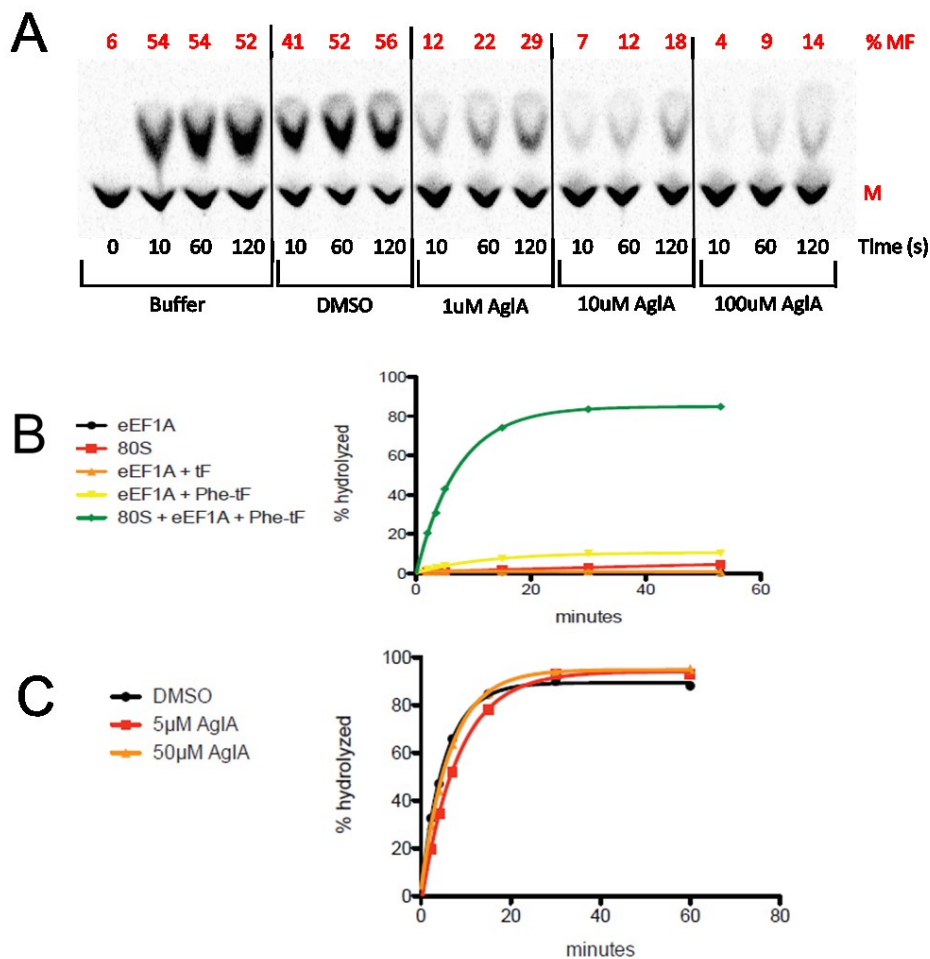 A
6 54 54 52 41 52 56 12 22 29 7 12 18 4 9 14 % MF
M
0 10 60 120 10 60 120 10 60 120 10 60 120 10 60 120 Time (s)
Buffer DMSO 1uM AglA 10uM AglA 100uM AglA
B
eEF1A
80S
eEF1A + tF
eEF1A + Phe-tF
80S + eEF1A + Phe-tF
% hydrolyzed
100
80
60
40
20
0
0 20 40 60
minutes
C
DMSO
5µM AglA
50µM AglA
% hydrolyzed
100
80
60
40
20
0
0 20 40 60 80
minutes